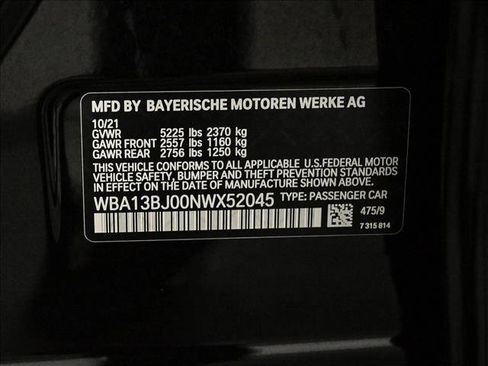 MFD BY BAYERISCHE MOTOREN WERKE AG
10/21
GVWR 5225 lbs 2370 kg
GAWR FRONT 2557 lbs 1160 kg
GAWR REAR 2756 lbs 1250 kg
THIS VEHICLE CONFORMS TO ALL APPLICABLE U.S.FEDERAL MOTOR
VEHICLE SAFETY, BUMPER AND THEFT PREVENTION STANDARDS
IN EFFECT ON THE DATE OF MANUFACTURE SHOWN ABOVE.
WBA13BJ00NWX52045 TYPE: PASSENGER CAR
475/9
7 315 814